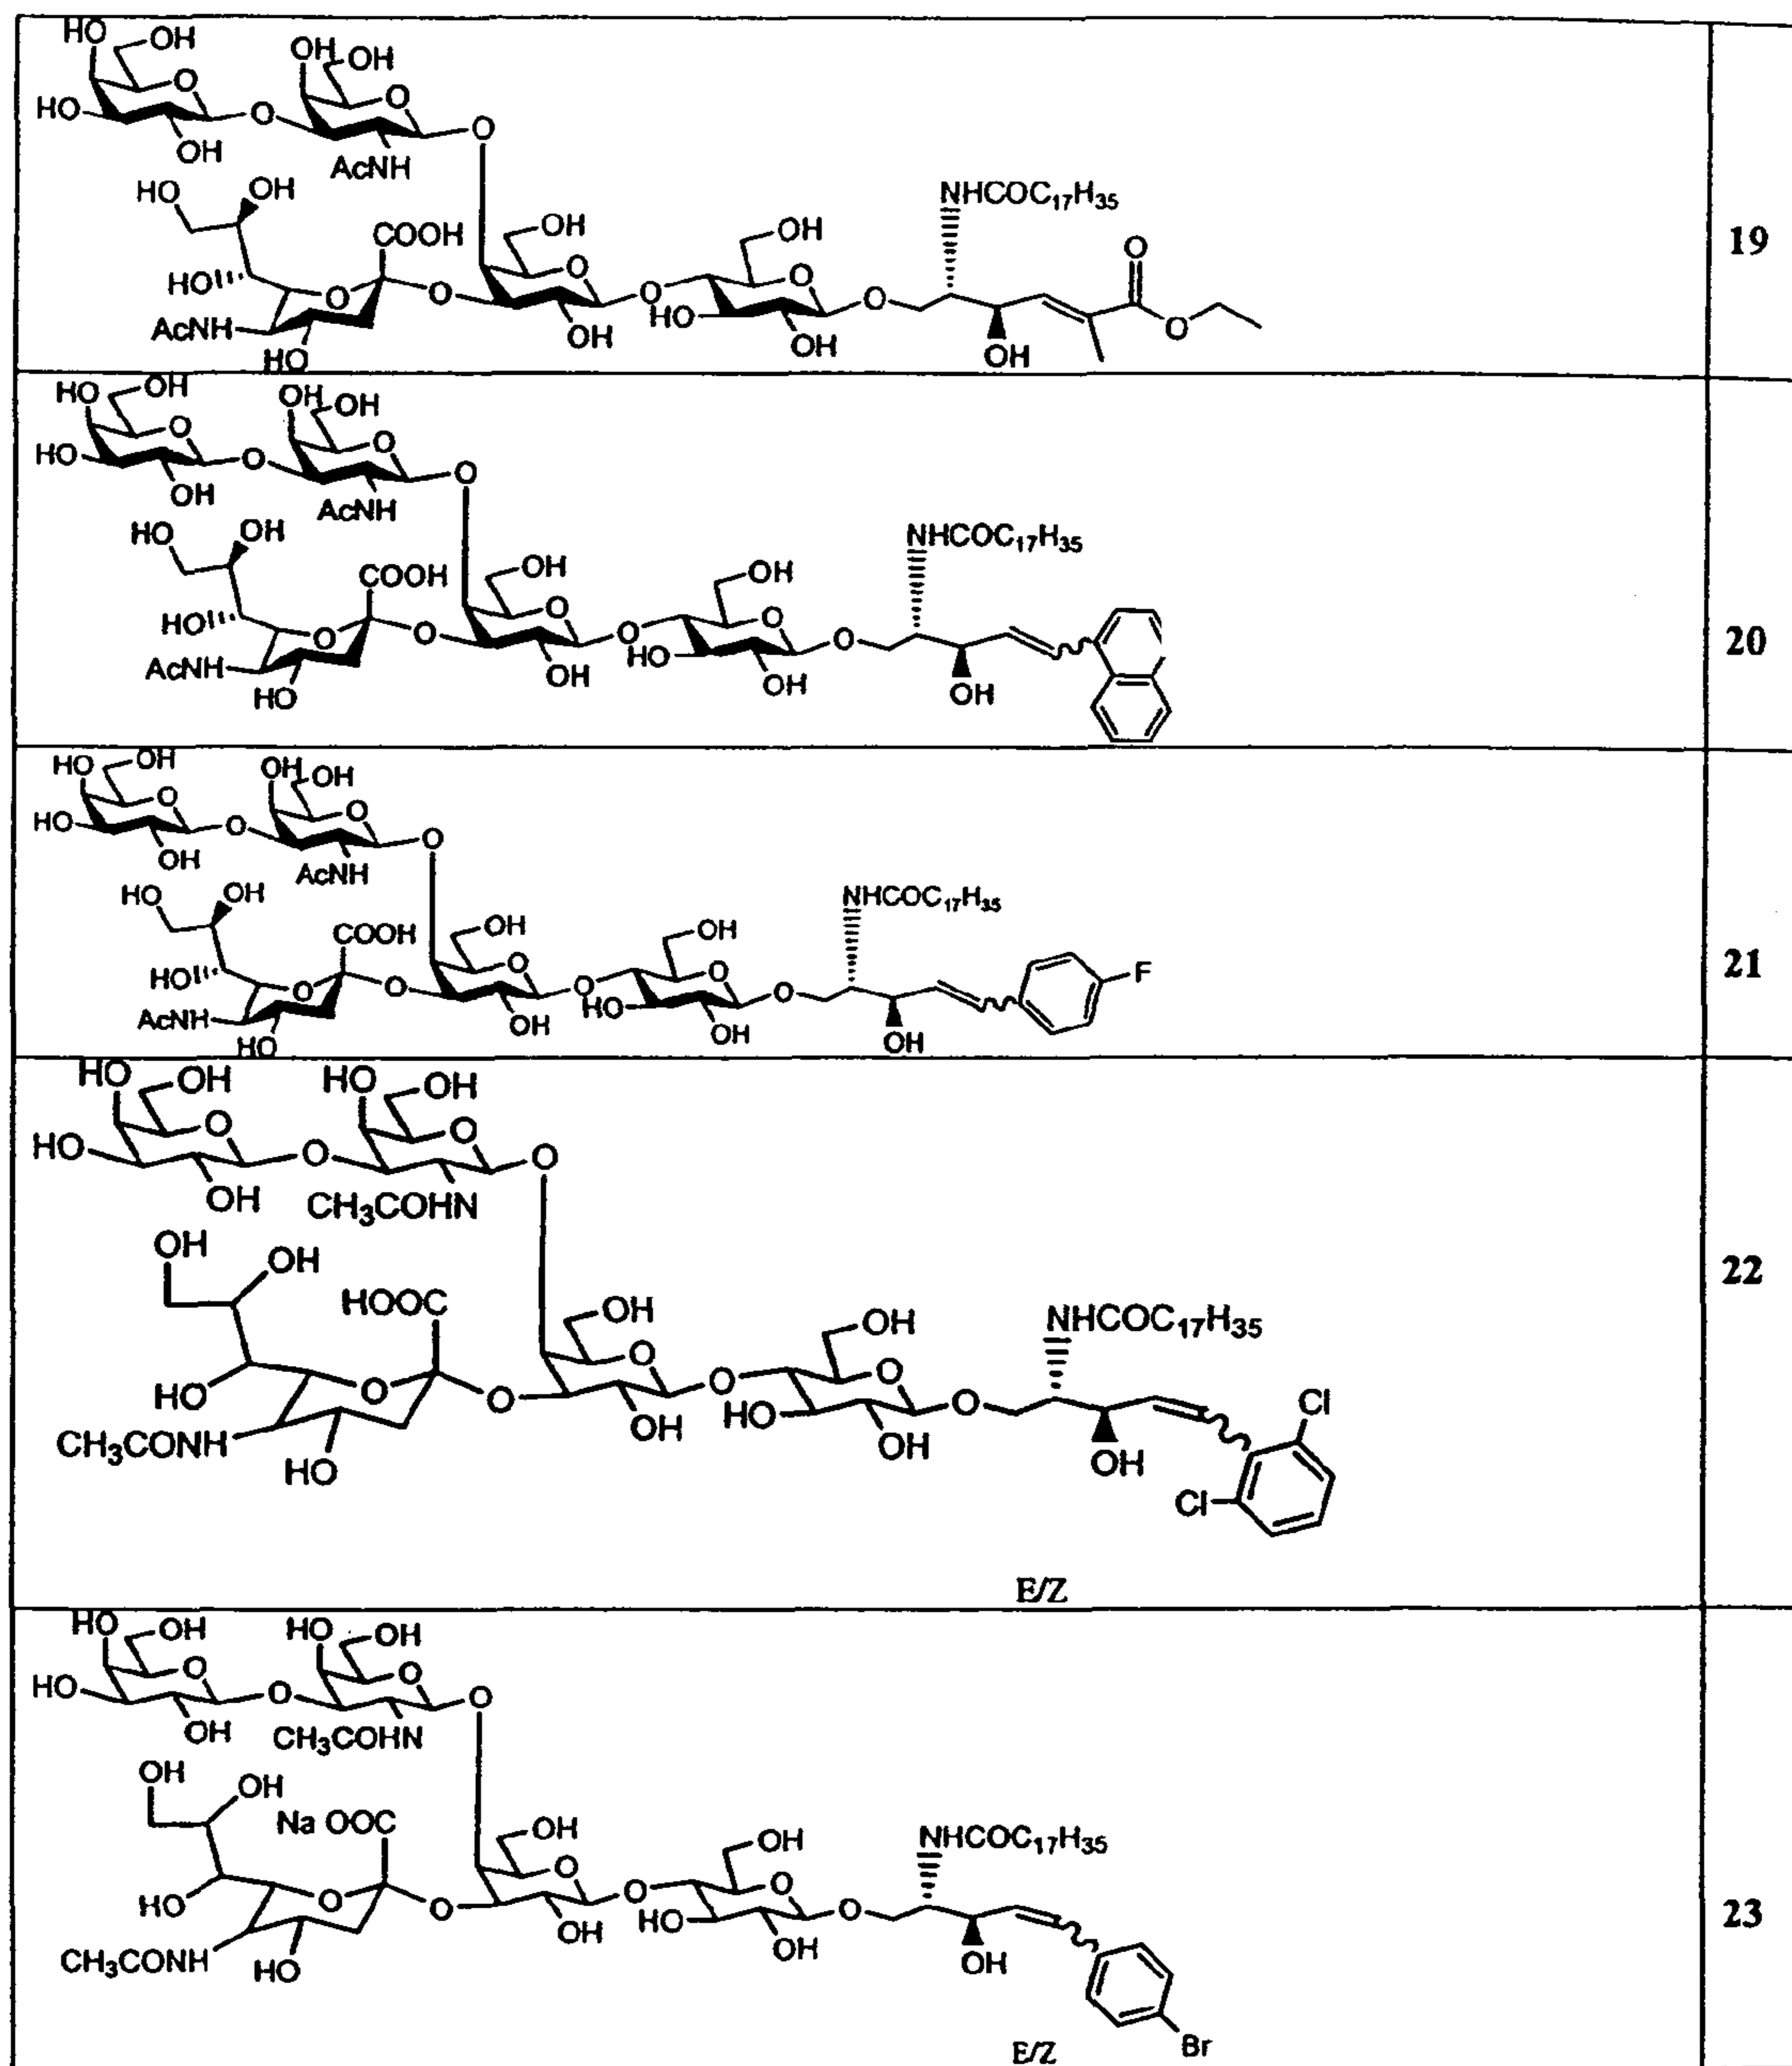 HO OH OH OH
O O
HO O O
OH AcNH
HO OH NHCOC17H35
COOH OH OH O
HO O O O O O O 19
AcNH HO OH HO OH OH O
HO OH OH OH
O O
HO O O
OH AcNH
HO OH NHCOC17H35
COOH OH OH
HO O O O O O O 20
AcNH HO OH HO OH OH
HO OH OH OH
O O
HO O O
OH AcNH
HO OH NHCOC17H35
COOH OH OH
HO O O O O O O F 21
AcNH HO OH HO OH OH
HO OH HO OH
O O
HO O O
OH CH3COHN
OH OH 22
HOOC OH OH NHCOC17H35
HO O O O O O O Cl
CH3CONH HO OH HO OH OH
Cl
E/Z
HO OH HO OH
O O
HO O O
OH CH3COHN
OH OH
Na OOC OH OH NHCOC17H35
HO O O O O O O 23
CH3CONH HO OH HO OH OH
Br
E/Z